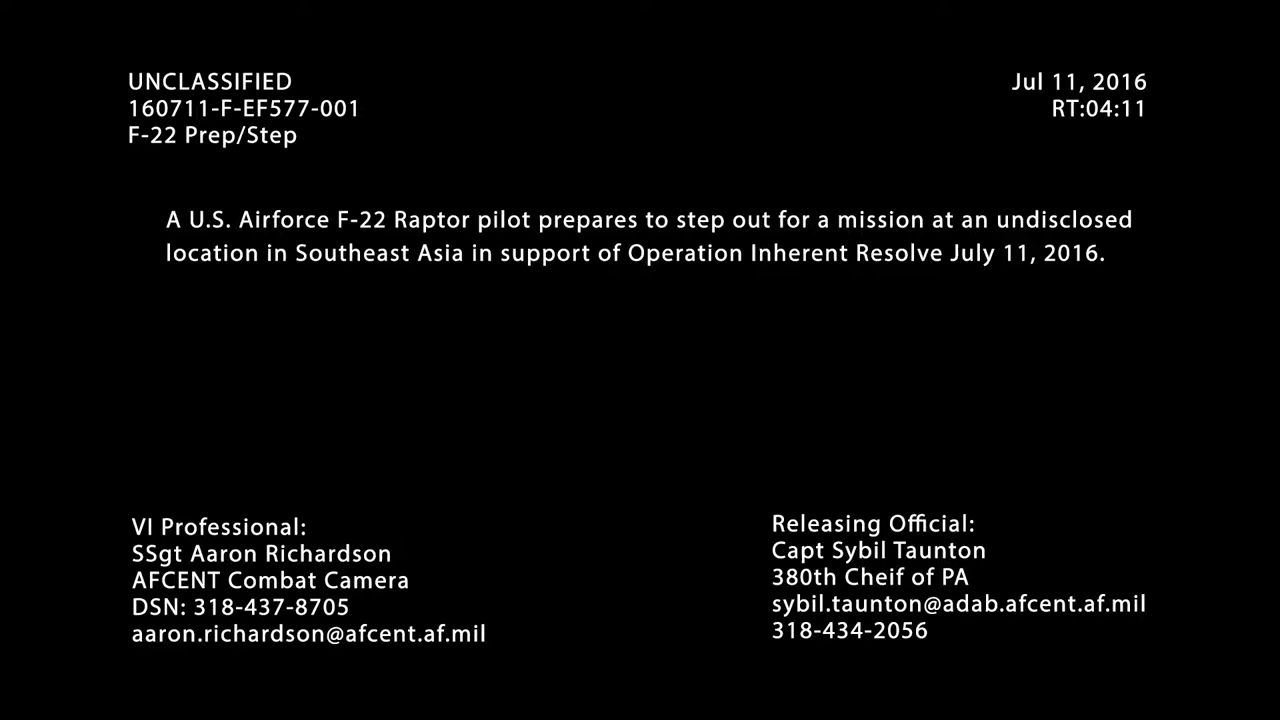 UNCLASSIFIED
160711-F-EF577-001
F-22 Prep/Step
Jul 11, 2016
RT:04:11
A U.S. Airforce F-22 Raptor pilot prepares to step out for a mission at an undisclosed
location in Southeast Asia in support of Operation Inherent Resolve July 11, 2016.
VI Professional:
SSgt Aaron Richardson
AFCENT Combat Camera
DSN: 318-437-8705
aaron.richardson@afcent.af.mil
Releasing Official:
Capt Sybil Taunton
380th Cheif of PA
sybil.taunton@adab.afcent.af.mil
318-434-2056